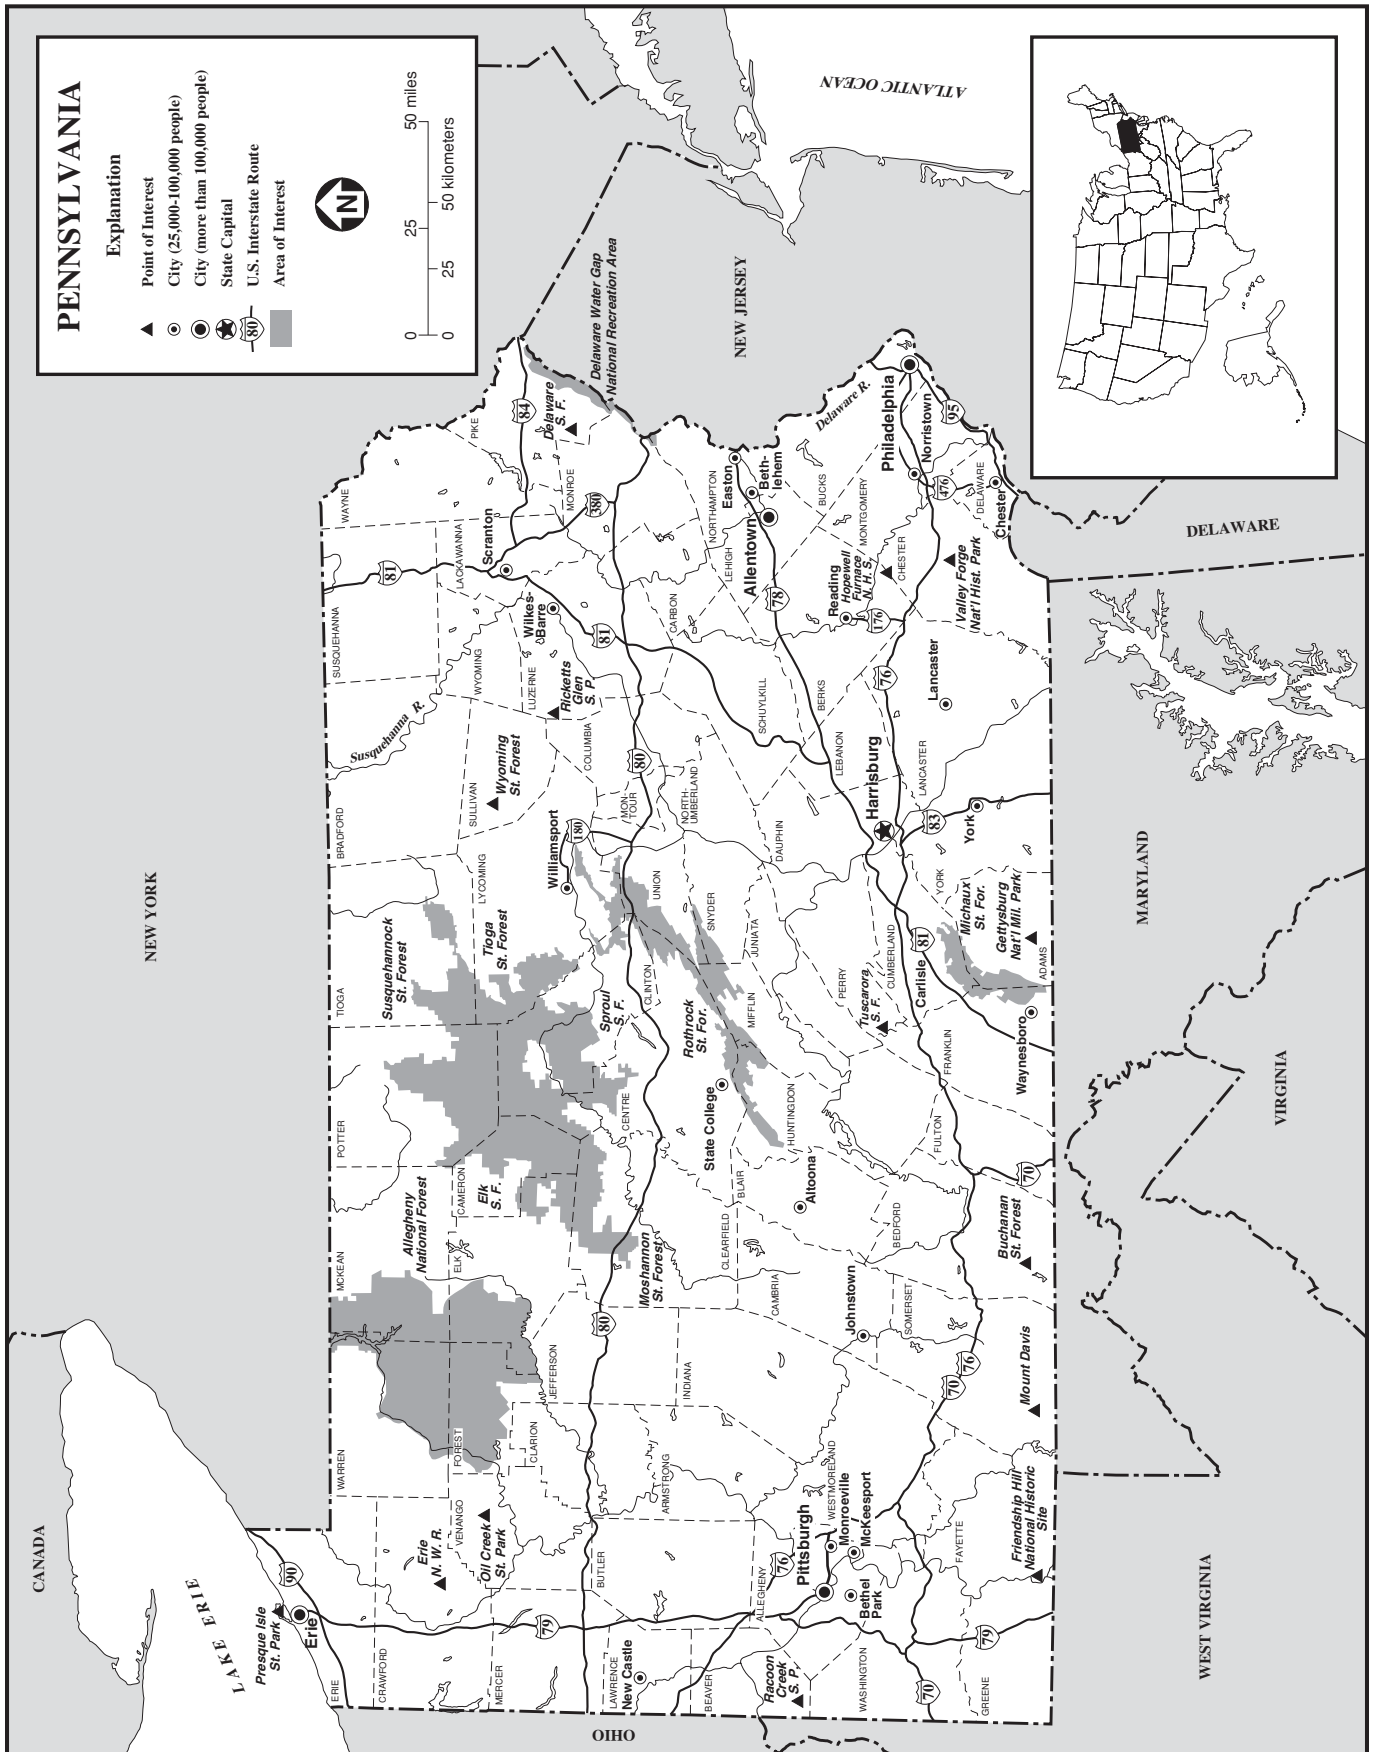 PENNSYLVANIA
Explanation
Point of Interest
City (25,000-100,000 people)
City (more than 100,000 people)
State Capital
80
U.S. Interstate Route
Area of Interest
N
0
25
50 miles
0
25
50 kilometers
CANADA
LAKE ERIE
NEW YORK
ATLANTIC OCEAN
NEW JERSEY
DELAWARE
MARYLAND
VIRGINIA
WEST VIRGINIA
OIHO
Presque Isle
St. Park
Erie
90
ERIE
CRAWFORD
WARREN
MCKEAN
POTTER
TIOGA
BRADFORD
SUSQUEHANNA
WAYNE
81
Susquehanna R.
Susquehannock
St. Forest
Allegheny
National Forest
Erie
N. W. R.
VENANGO
FOREST
ELK
CAMERON
Elk
S. F.
Tioga
St. Forest
LYCOMING
SULLIVAN
Wyoming
St. Forest
WYOMING
LACKAWANNA
Scranton
PIKE
84
Delaware
S. F.
Delaware Water Gap
National Recreation Area
Oil Creek
St. Park
MERCER
79
CLARION
JEFFERSON
Williamsport
180
COLUMBIA
LUZERNE
Ricketts
Glen
S. P.
Wilkes-
Barre
81
MONROE
380
80
BUTLER
LAWRENCE
New Castle
Moshannon
St. Forest
CENTRE
Sproul
S. F.
CLINTON
UNION
MON-
TOUR
80
CARBON
NORTHAMPTON
Easton
Beth-
lehem
LEHIGH
Allentown
78
BUCKS
Delaware R.
ARMSTRONG
INDIANA
CLEARFIELD
State College
Rothrock
St. For.
SNYDER
NORTH-
UMBERLAND
MIFFLIN
JUNIATA
SCHUYLKILL
BEAVER
ALLEGHENY
76
Pittsburgh
Monroeville
McKeesport
Bethel
Park
WESTMORELAND
CAMBRIA
BLAIR
Altoona
HUNTINGDON
DAUPHIN
LEBANON
BERKS
Reading
Hopewell
Furnace
N. H. S.
176
MONTGOMERY
CHESTER
Philadelphia
Norristown
95
476
DELAWARE
Chester
Valley Forge
Nat'l Hist. Park
Racoon
Creek
S. P.
WASHINGTON
Johnstown
SOMERSET
BEDFORD
PERRY
Tuscarora
S. F.
CUMBERLAND
Carlisle
81
Harrisburg
83
LANCASTER
76
Lancaster
York
YORK
Michaux
St. For.
Gettysburg
Nat'l Mil. Park
ADAMS
FRANKLIN
Waynesboro
FULTON
70
Buchanan
St. Forest
70
76
Mount Davis
FAYETTE
Friendship Hill
National Historic
Site
GREENE
79
70